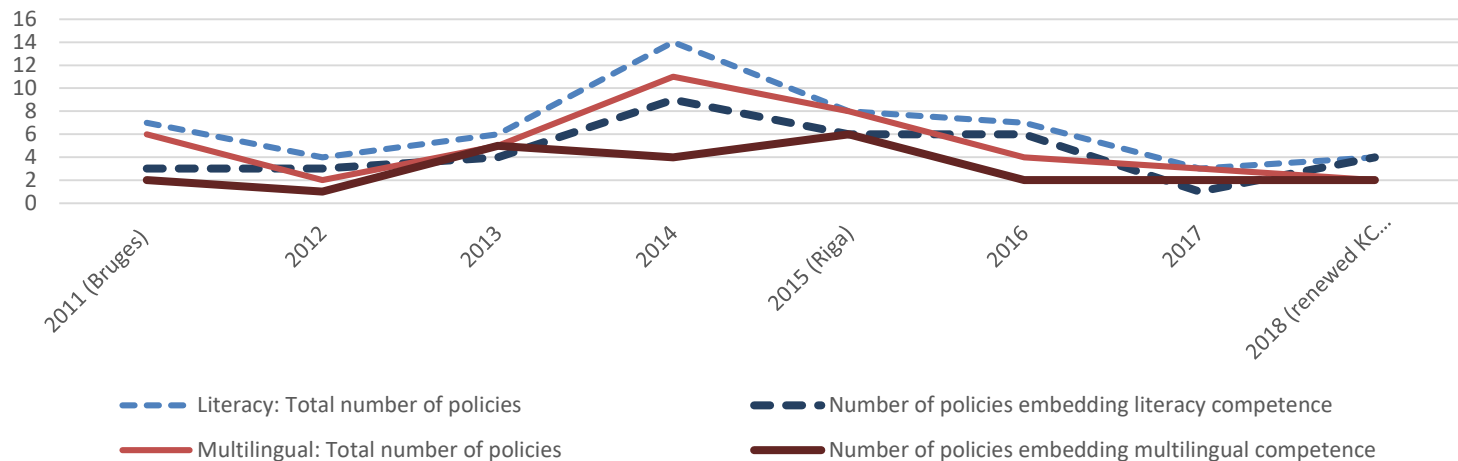 16
14
12
10
8
6
4
2
0
2011 (Bruges)
2012
2013
2014
2015 (Riga)
2016
2017
2018 (renewed KC...
Literacy: Total number of policies
Number of policies embedding literacy competence
Multilingual: Total number of policies
Number of policies embedding multilingual competence